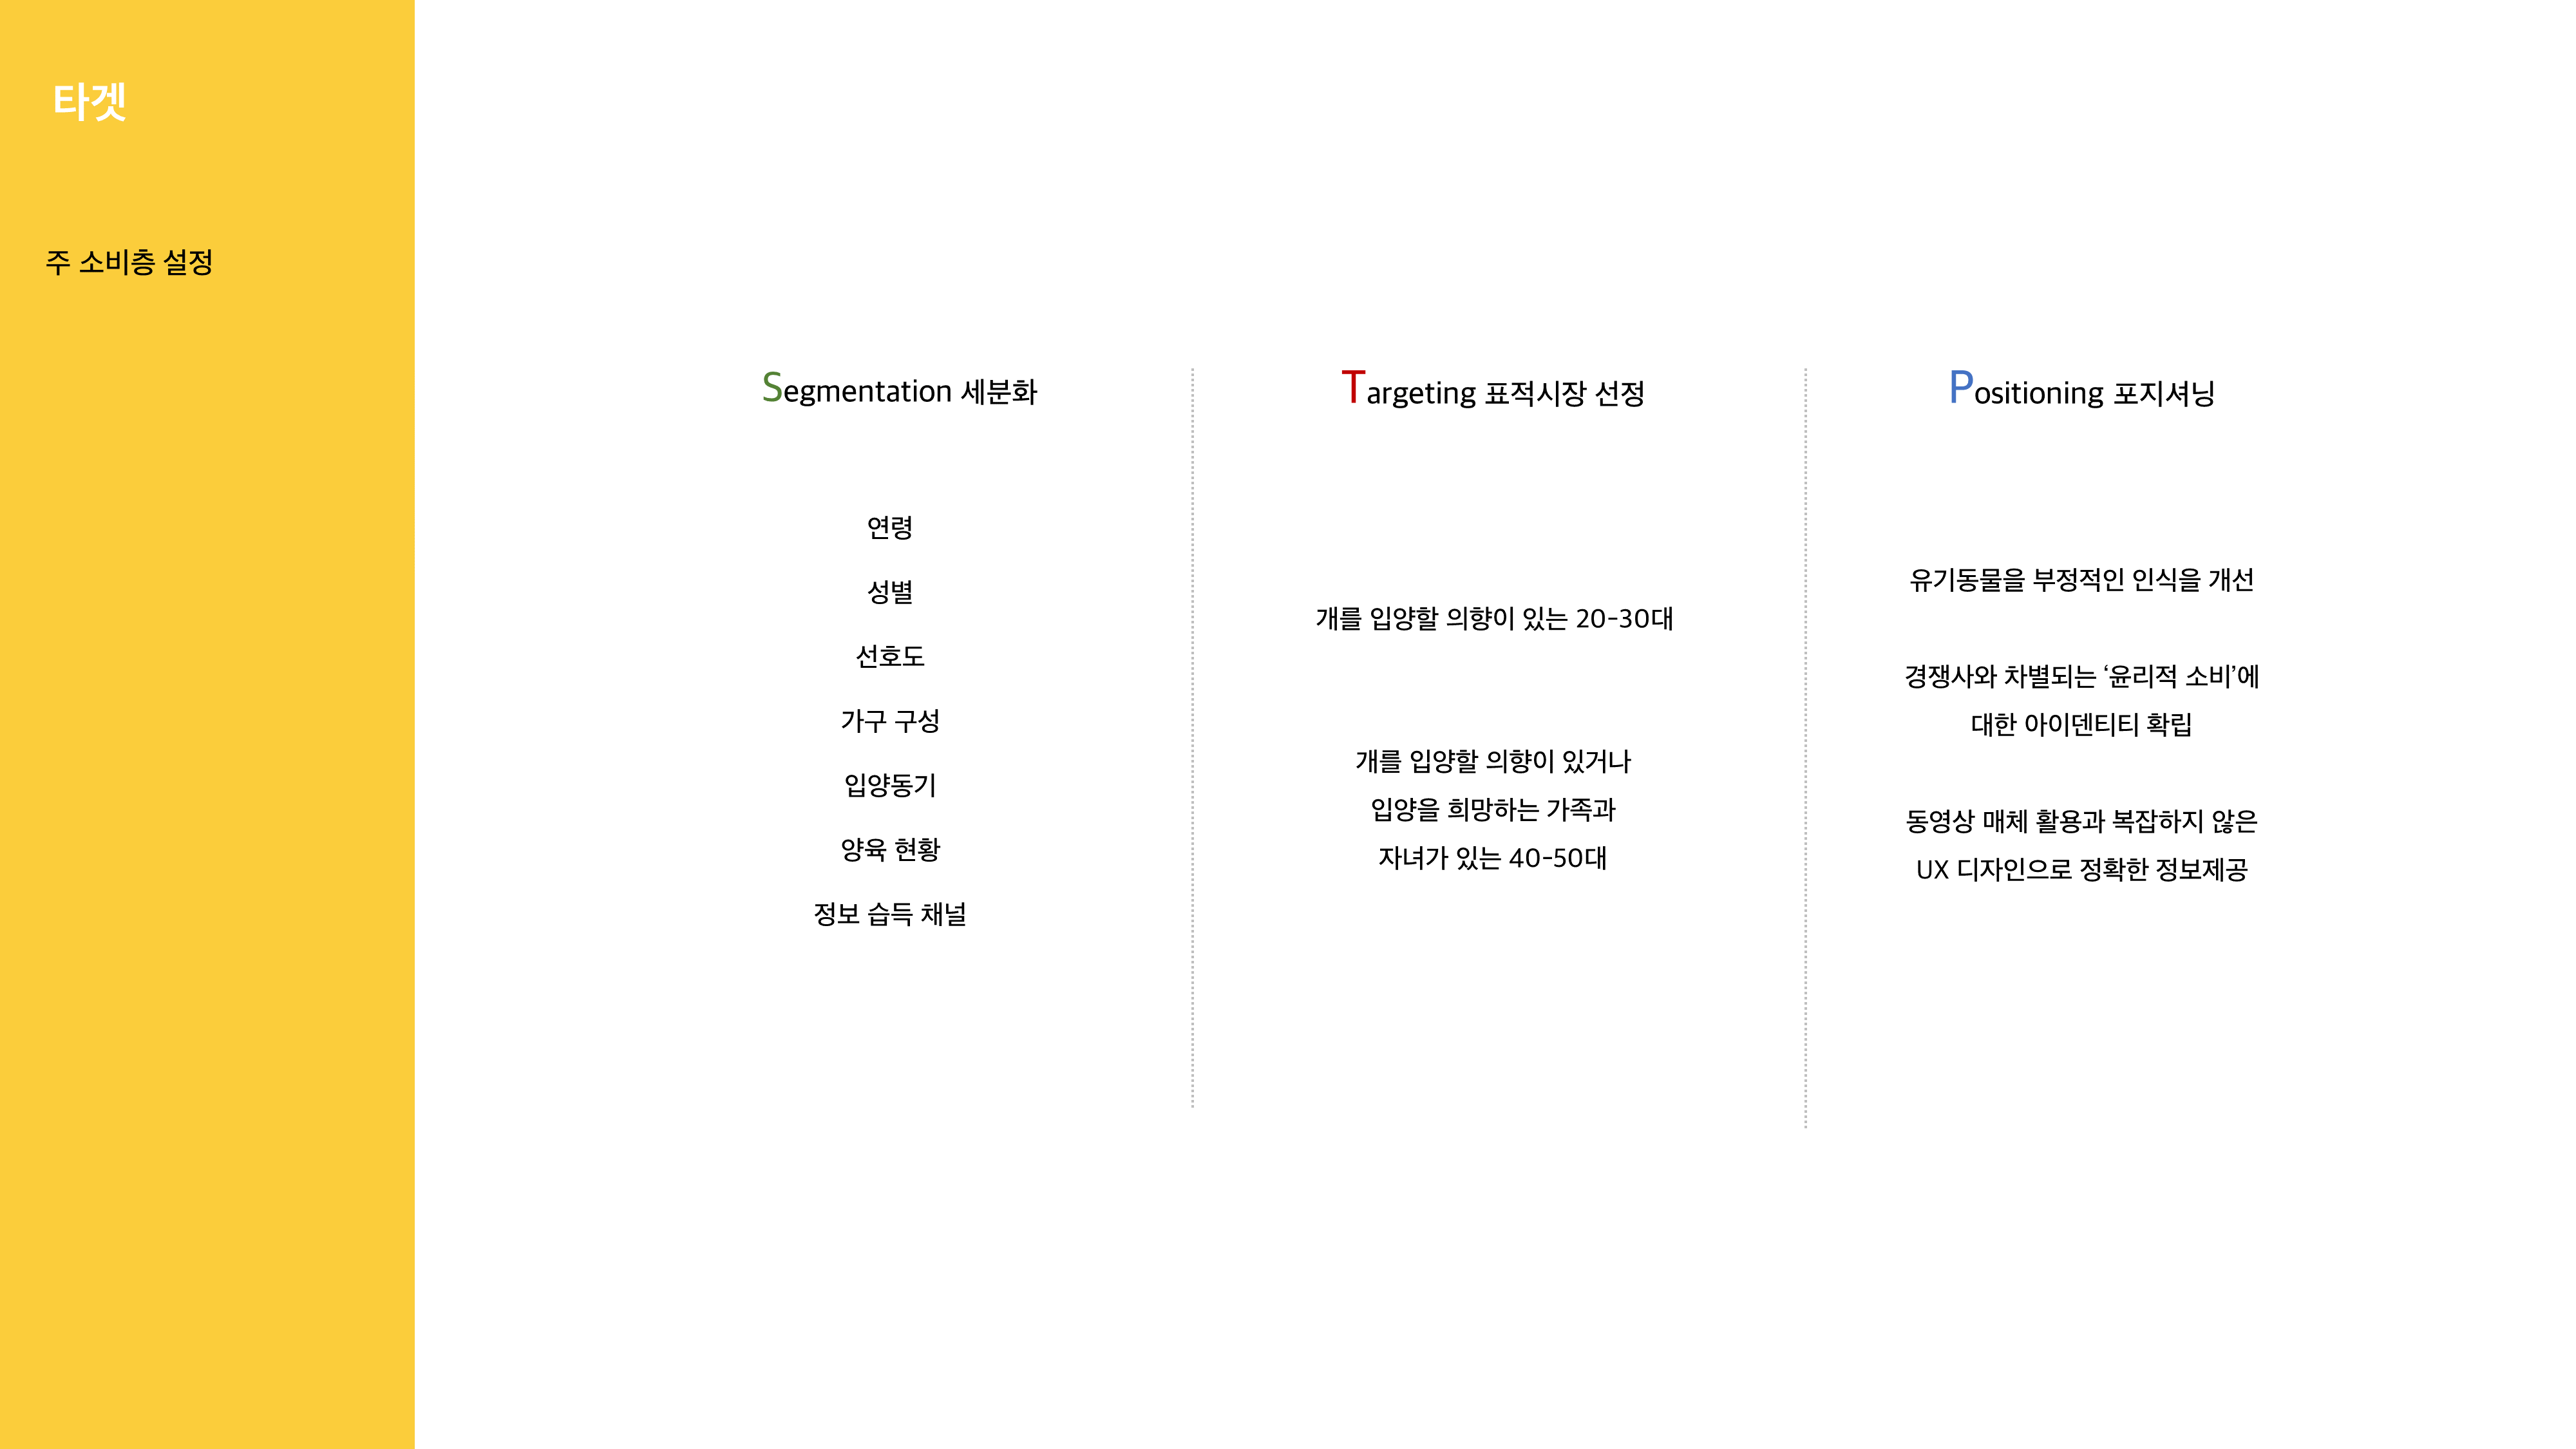 타겟
주 소비층 설정
Segmentation 세분화
연령
성별
선호도
가구 구성
입양동기
양육 현황
정보 습득 채널
Targeting 표적시장 선정
개를 입양할 의향이 있는 20-30대
개를 입양할 의향이 있거나
입양을 희망하는 가족과
자녀가 있는 40-50대
Positioning 포지셔닝
유기동물을 부정적인 인식을 개선
경쟁사와 차별되는 ‘윤리적 소비’에
대한 아이덴티티 확립
동영상 매체 활용과 복잡하지 않은
UX 디자인으로 정확한 정보제공